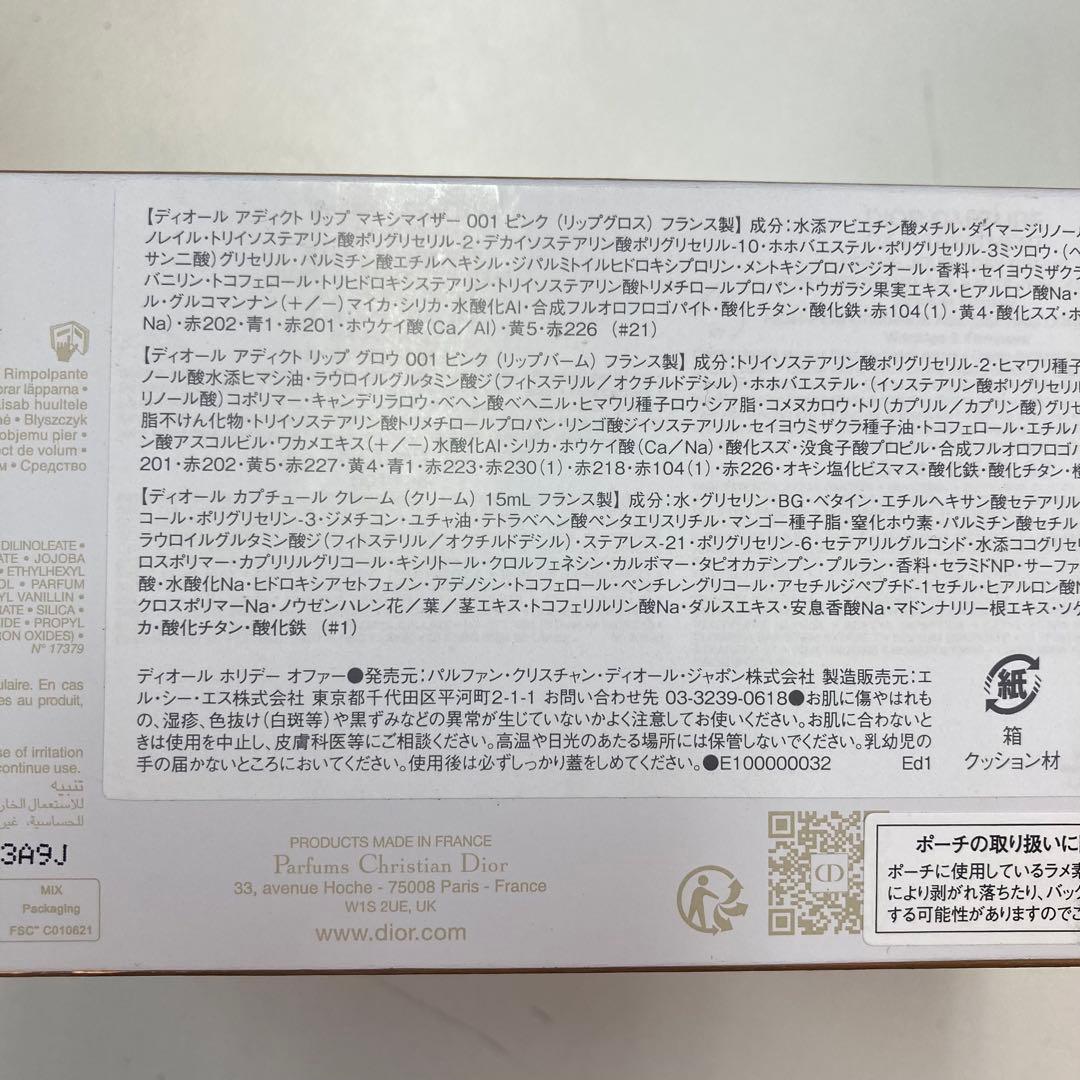 【ディオール アディクト リップ マキシマイザー 001 ピンク (リップグロス) フランス製】 成分:水添アビエチン酸メチル・ダイマージリノール
ノレイル・トリイソステアリン酸ポリグリセリル-2・デカイソステアリン酸ポリグリセリル-10・ホホバエステル・ポリグリセリル-3ミツロウ・(ベ
サン二酸)グリセリル・パルミチン酸エチルヘキシル・ジパルミトイルヒドロキシプロリン・メントキシプロパンジオール・香料・セイヨウミザクラ
バニリン・トコフェロール・トリヒドロキシステアリン・トリイソステアリン酸トリメチロールプロパン・トウガラシ果実エキス・ヒアルロン酸Na・
ル・グルコマンナン(+/−)マイカ・シリカ・水酸化Al・合成フルオロフロゴパイト・酸化チタン・酸化鉄・赤104(1)・黄4・酸化スズ・ホ
Na)・赤202・青1・赤201・ホウケイ酸(Ca/Al)・黄5・赤226 (#21)
【ディオール アディクト リップ グロウ 001 ピンク (リップバーム) フランス製】 成分:トリイソステアリン酸ポリグリセリル-2・ヒマワリ種子
ノール酸水添ヒマシ油・ラウロイルグルタミン酸ジ(フィトステリル/オクチルドデシル)・ホホバエステル・(イソステアリン酸ポリグリセリル
リノール酸)コポリマー・キャンデリラロウ・ベヘン酸ベヘニル・ヒマワリ種子ロウ・シア脂・コメヌカロウ・トリ(カプリル/カプリン酸)グリセ
脂不けん化物・トリイソステアリン酸トリメチロールプロパン・リンゴ酸ジイソステアリル・セイヨウミザクラ種子油・トコフェロール・エチルバ
ン酸アスコルビル・ワカメエキス(+/−)水酸化Al・シリカ・ホウケイ酸(Ca/Na)・酸化スズ・没食子酸プロピル・合成フルオロフロゴパ
201・赤202・黄5・赤227・黄4・青1・赤223・赤230(1)・赤218・赤104(1)・赤226・オキシ塩化ビスマス・酸化鉄・酸化チタン・橙
【ディオール カプチュール クレーム (クリーム) 15mL フランス製】 成分:水・グリセリン・BG・ベタイン・エチルヘキサン酸セテアリル
コール・ポリグリセリン-3・ジメチコン・ユチャ油・テトラベヘン酸ペンタエリスリチル・マンゴー種子脂・窒化ホウ素・パルミチン酸セチル・
ラウロイルグルタミン酸ジ(フィトステリル/オクチルドデシル)・ステアレス-21・ポリグリセリン-6・セテアリルグルコシド・水添ココグリセリ
ロスポリマー・カプリリルグリコール・キシリトール・クロルフェネシン・カルボマー・タピオカデンプン・プルラン・香料・セラミドNP・サーファ
酸・水酸化Na・ヒドロキシアセトフェノン・アデノシン・トコフェロール・ペンチレングリコール・アセチルジペプチド-1セチル・ヒアルロン酸N
クロスポリマーNa・ノウゼンハレン花/葉/茎エキス・トコフェリルリン酸Na・ダルスエキス・安息香酸Na・マドンナリリー根エキス・ソケ
カ・酸化チタン・酸化鉄 (#1)
ディオール ホリデー オファー●発売元:パルファン・クリスチャン・ディオール・ジャポン株式会社 製造販売元:エ
ル・シー・エス株式会社 東京都千代田区平河町2-1-1 お問い合わせ先 03-3239-0618●お肌に傷やはれも
の、湿疹、色抜け(白斑等)や黒ずみなどの異常が生じていないかよく注意してお使いください。お肌に合わないと
きは使用を中止し、皮膚科医等にご相談ください。高温や日光のあたる場所には保管しないでください。乳幼児の
手の届かないところにおいてください。使用後は必ずしっかり蓋をしめてください。●E100000032 Ed1
紙
箱
クッション材
Rimpolpante
orar läpparna •
lisab huultele
né • Błyszczyk
objemu pier •
ect de volum •
м • Средство
DILINOLEATE •
ATE • JOJOBA
• ETHYLHEXYL
OL • PARFUM
YL VANILLIN •
RATE • SILICA •
IDE • PROPYL
RON OXIDES) •
N° 17379
ulaire. En cas
es au produit,
se of irritation
continue use.
تنبيه
للاستعمال الخار
للحساسية، غير
3A9J
MIX
Packaging
FSC™ C010621
PRODUCTS MADE IN FRANCE
Parfums Christian Dior
33, avenue Hoche - 75008 Paris - France
W1S 2UE, UK
www.dior.com
CD
ポーチの取り扱いに
ポーチに使用しているラメ素
により剥がれ落ちたり、バッグ
する可能性がありますのでご